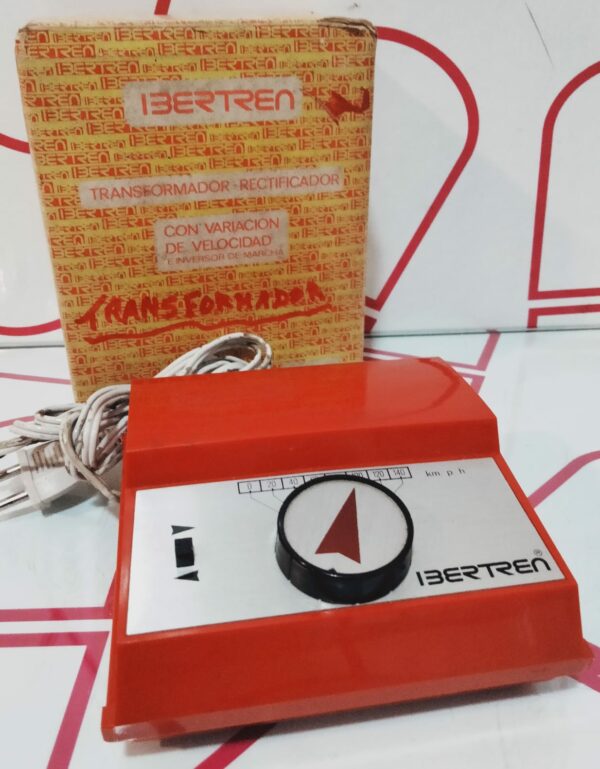 IBERTREN
TRANSFORMADOR-RECTIFICADOR
CON VARIACION
DE VELOCIDAD
E INVERSOR DE MARCHA
TRANSFORMADOR
0 20 40 120 140 km p h
IBERTREN ®